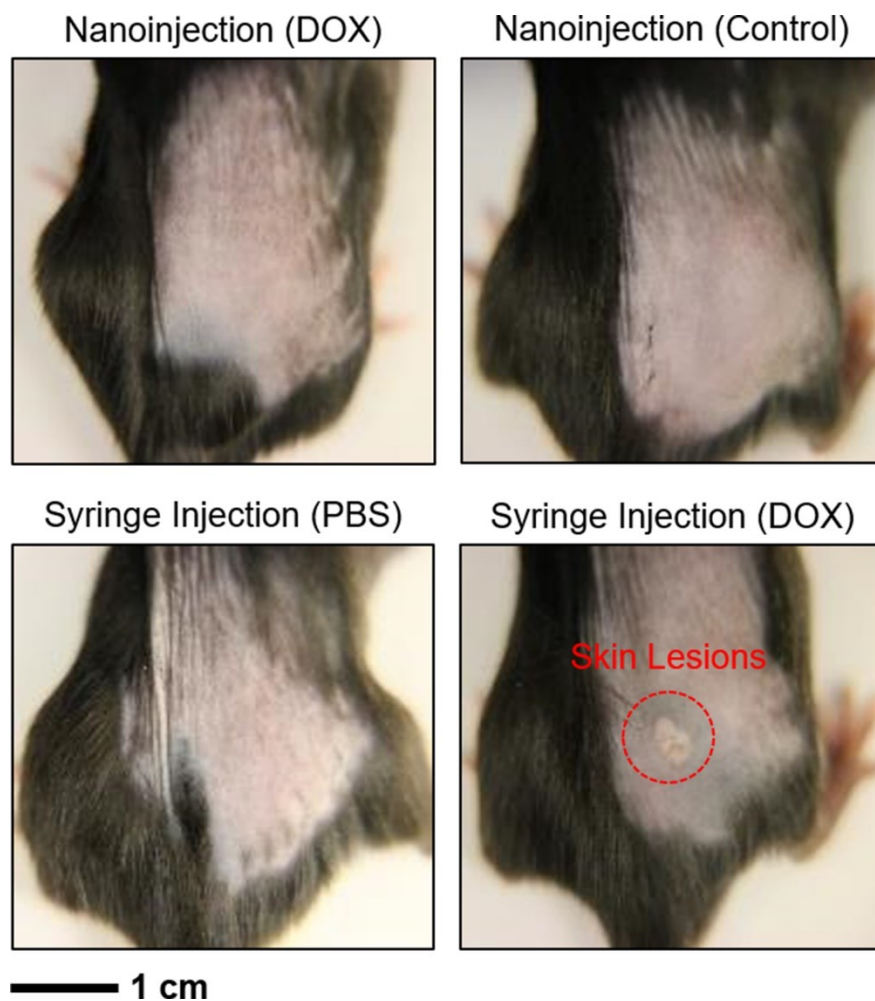 Nanoinjection (DOX)
Nanoinjection (Control)
Syringe Injection (PBS)
Syringe Injection (DOX)
Skin Lesions
1 cm